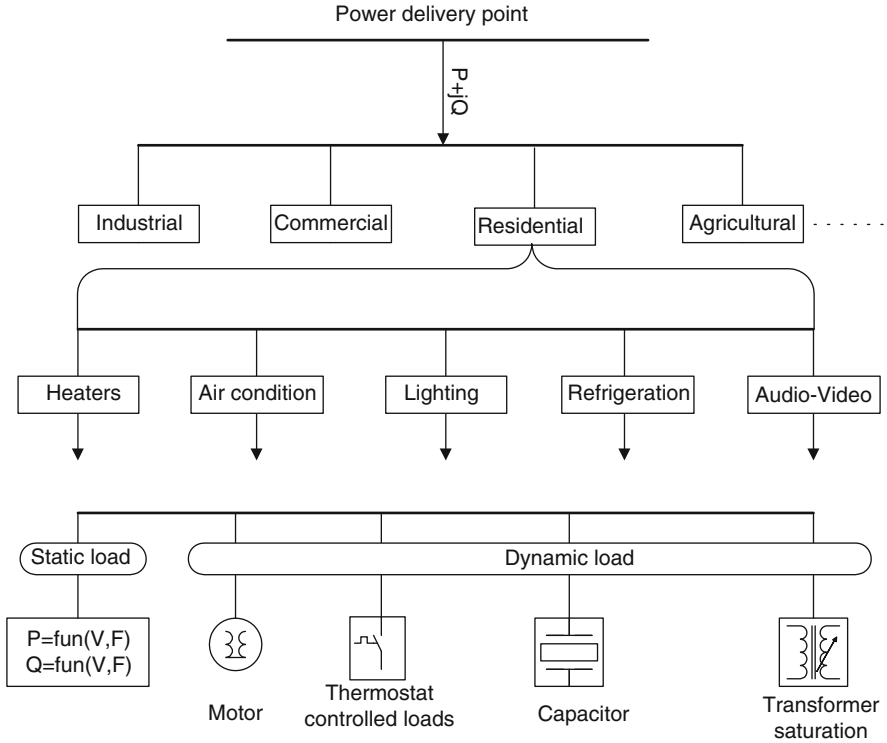 Power delivery point
P+jQ
Industrial
Commercial
Residential
Agricultural
Heaters
Air condition
Lighting
Refrigeration
Audio-Video
Static load
Dynamic load
P=fun(V,F)
Q=fun(V,F)
Motor
Thermostat
controlled loads
Capacitor
Transformer
saturation